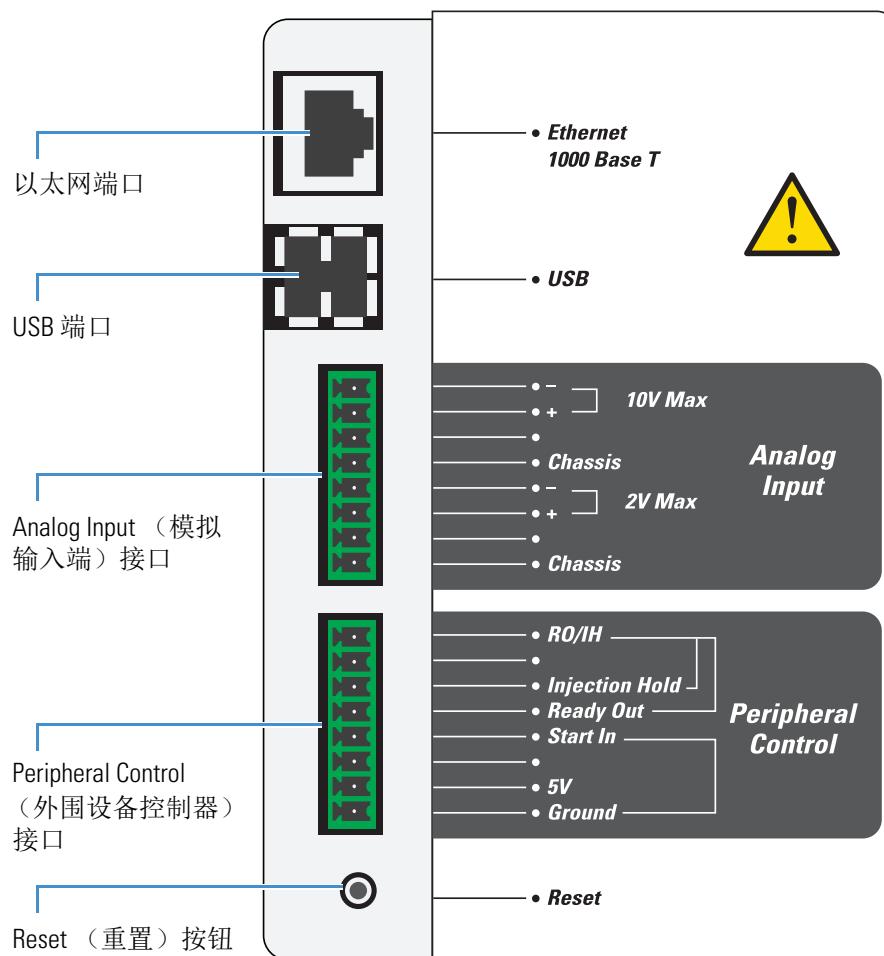 以太网端口
USB 端口
Analog Input （模拟
输入端）接口
Peripheral Control
（外围设备控制器）
接口
Reset （重置）按钮
• Ethernet
1000 Base T
!
• USB
• –
• +
10V Max
•
• Chassis
• –
• +
2V Max
•
• Chassis
Analog
Input
• RO/IH
•
• Injection Hold
• Ready Out
• Start In
•
• 5V
• Ground
Peripheral
Control
• Reset